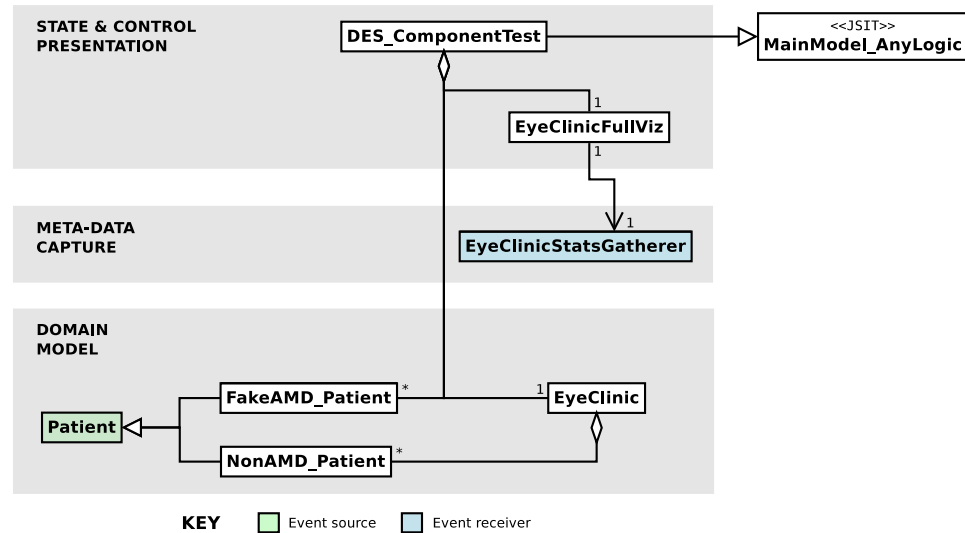 STATE & CONTROL
PRESENTATION
DES_ComponentTest
<<JSIT>>
MainModel_AnyLogic
1
EyeClinicFullViz
1
META-DATA
CAPTURE
1
EyeClinicStatsGatherer
DOMAIN
MODEL
FakeAMD_Patient
*
1
EyeClinic
Patient
NonAMD_Patient
*
KEY
Event source
Event receiver